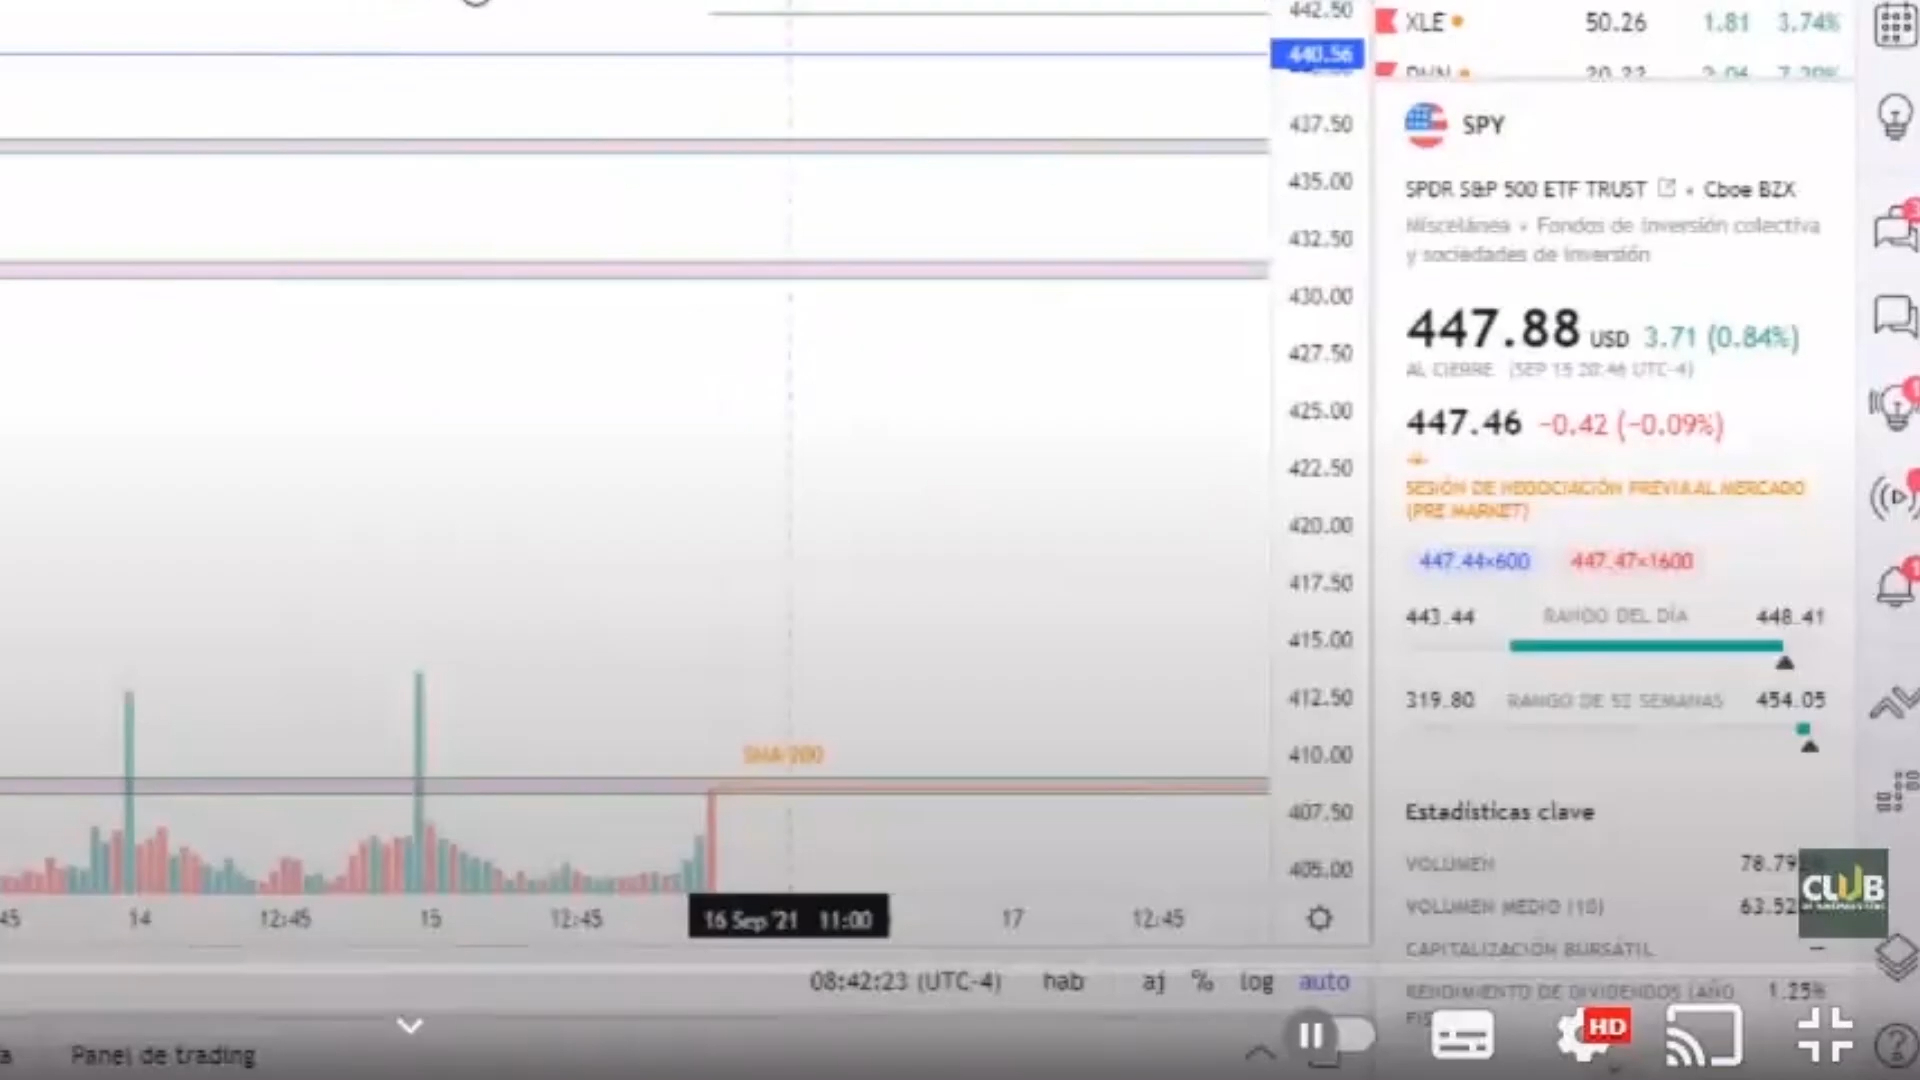 442.50
440.56
437.50
435.00
432.50
430.00
427.50
425.00
422.50
420.00
417.50
415.00
412.50
410.00
407.50
405.00
SMA 200
45 14 12:45 15 12:45 16 Sep '21 11:00 17 12:45
08:42:23 (UTC-4) hab aj % log auto
Panel de trading
XLE 50.26 1.81 3.74%
SPY
SPDR S&P 500 ETF TRUST • Cboe BZX
Miscelánea • Fondos de inversión colectiva
y sociedades de inversión
447.88 USD 3.71 (0.84%)
AL CIERRE (SEP 15 20:46 UTC-4)
447.46 -0.42 (-0.09%)
SESIÓN DE NEGOCIACIÓN PREVIA AL MERCADO
(PRE MARKET)
447.44×600 447.47×1600
443.44 RANGO DEL DÍA 448.41
319.80 RANGO DE 52 SEMANAS 454.05
Estadísticas clave
VOLUMEN 78.79
VOLUMEN MEDIO (10) 63.52
CAPITALIZACIÓN BURSÁTIL –
RENDIMIENTO DE DIVIDENDOS (AÑO 1.25%
CLUB
HD